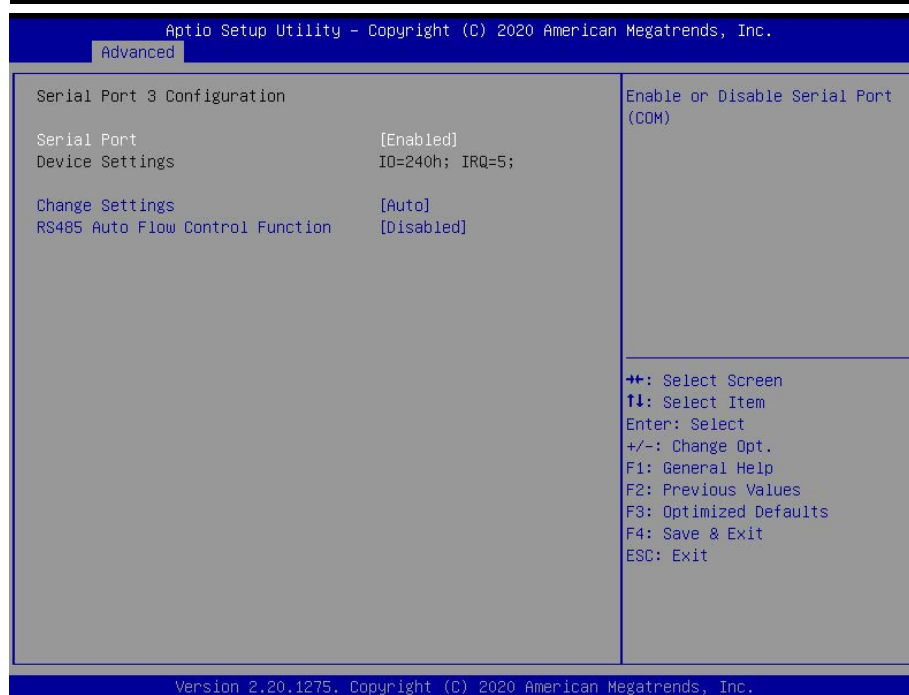 Aptio Setup Utility – Copyright (C) 2020 American Megatrends, Inc.
Advanced
Serial Port 3 Configuration
Serial Port [Enabled]
Device Settings IO=240h; IRQ=5;
Change Settings [Auto]
RS485 Auto Flow Control Function [Disabled]
Enable or Disable Serial Port
(COM)
→←: Select Screen
↑↓: Select Item
Enter: Select
+/-: Change Opt.
F1: General Help
F2: Previous Values
F3: Optimized Defaults
F4: Save & Exit
ESC: Exit
Version 2.20.1275. Copyright (C) 2020 American Megatrends, Inc.